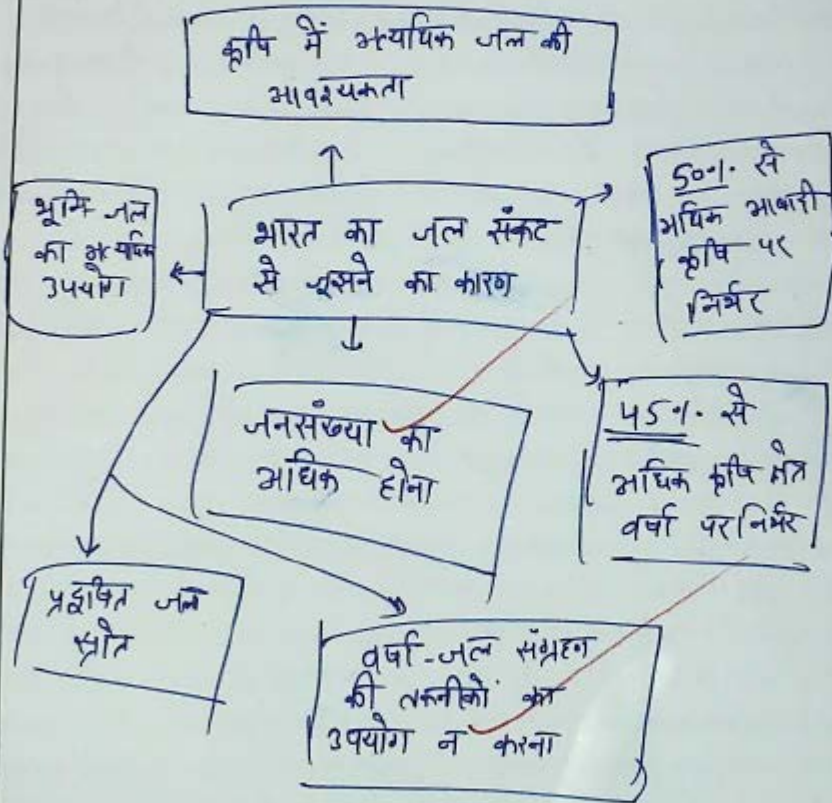 कृषि में अत्यधिक जल की
आवश्यकता
भूमि-जल
का अत्यधिक
उपयोग
भारत का जल संकट
से जूझने का कारण
50% से
अधिक आबादी
कृषि पर
निर्भर
जनसंख्या का
अधिक होना
45% से
अधिक कृषि क्षेत्र
वर्षा पर निर्भर
प्रदूषित जल
स्रोत
वर्षा-जल संग्रहन
की तकनीकों का
उपयोग न करना